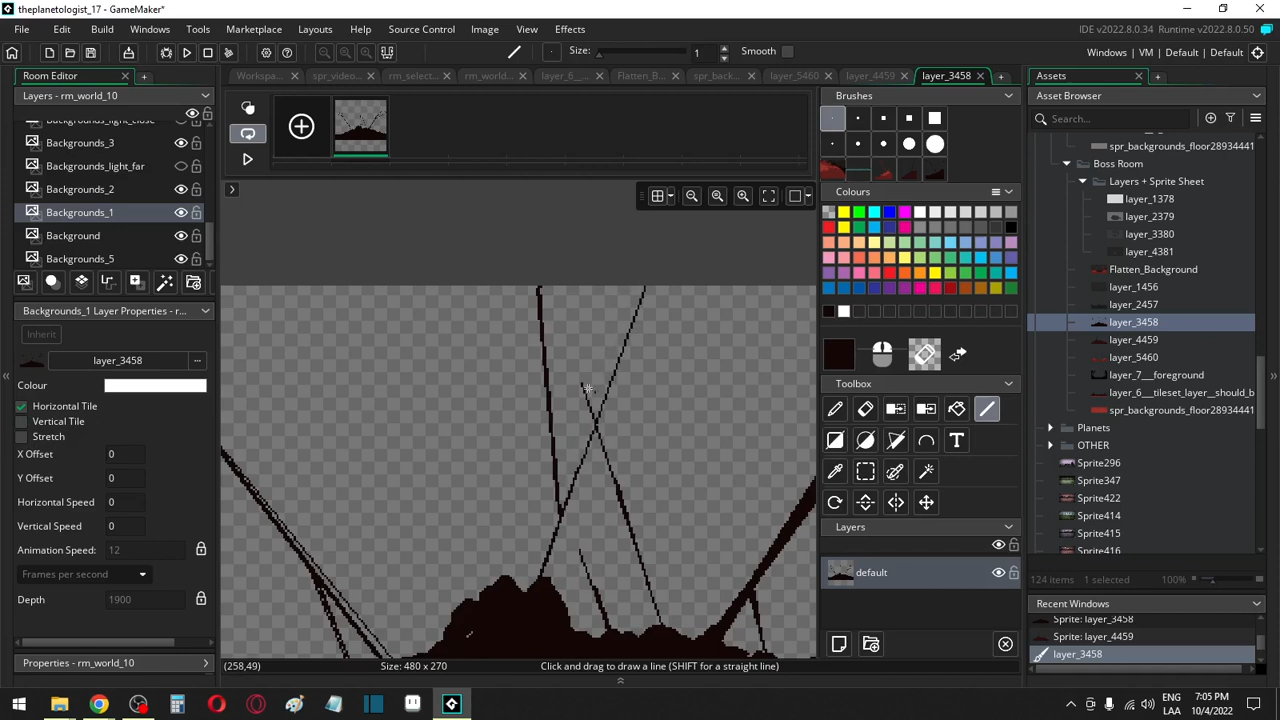 theplanetologist_17 - GameMaker*
File Edit Build Windows Tools Marketplace Layouts Help Source Control Image Effects
IDE v2022.8.0.34 Runtime v2022.8.0.50
Size: 1 Smooth
Windows | VM | Default | Default
Room Editor
Workspa... spr_video... rm_select... rm_world... layer_6__... Flatten_B... spr_back... layer_5460 layer_4459 layer_3458
Assets
Layers - rm_world_10
Backgrounds_light_close
Backgrounds_3
Backgrounds_light_far
Backgrounds_2
Backgrounds_1
Background
Backgrounds_5
Backgrounds_1 Layer Properties - r...
Inherit
layer_3458
...
Colour
Horizontal Tile
Vertical Tile
Stretch
X Offset 0
Y Offset 0
Horizontal Speed 0
Vertical Speed 0
Animation Speed: 12
Frames per second
Depth 1900
Properties - rm_world_10
(258,49) Size: 480 x 270 Click and drag to draw a line (SHIFT for a straight line)
Brushes
Colours
Toolbox
Layers
default
Asset Browser
Search...
spr_backgrounds_floor28934441
Boss Room
Layers + Sprite Sheet
layer_1378
layer_2379
layer_3380
layer_4381
Flatten_Background
layer_1456
layer_2457
layer_3458
layer_4459
layer_5460
layer_7__foreground
layer_6__tileset_layer__should_b
spr_backgrounds_floor28934441
Planets
OTHER
Sprite296
Sprite347
Sprite422
Sprite414
Sprite415
Sprite416
124 items 1 selected 100%
Recent Windows
Sprite: layer_3458
Sprite: layer_4459
layer_3458
ENG
LAA
7:05 PM
10/4/2022